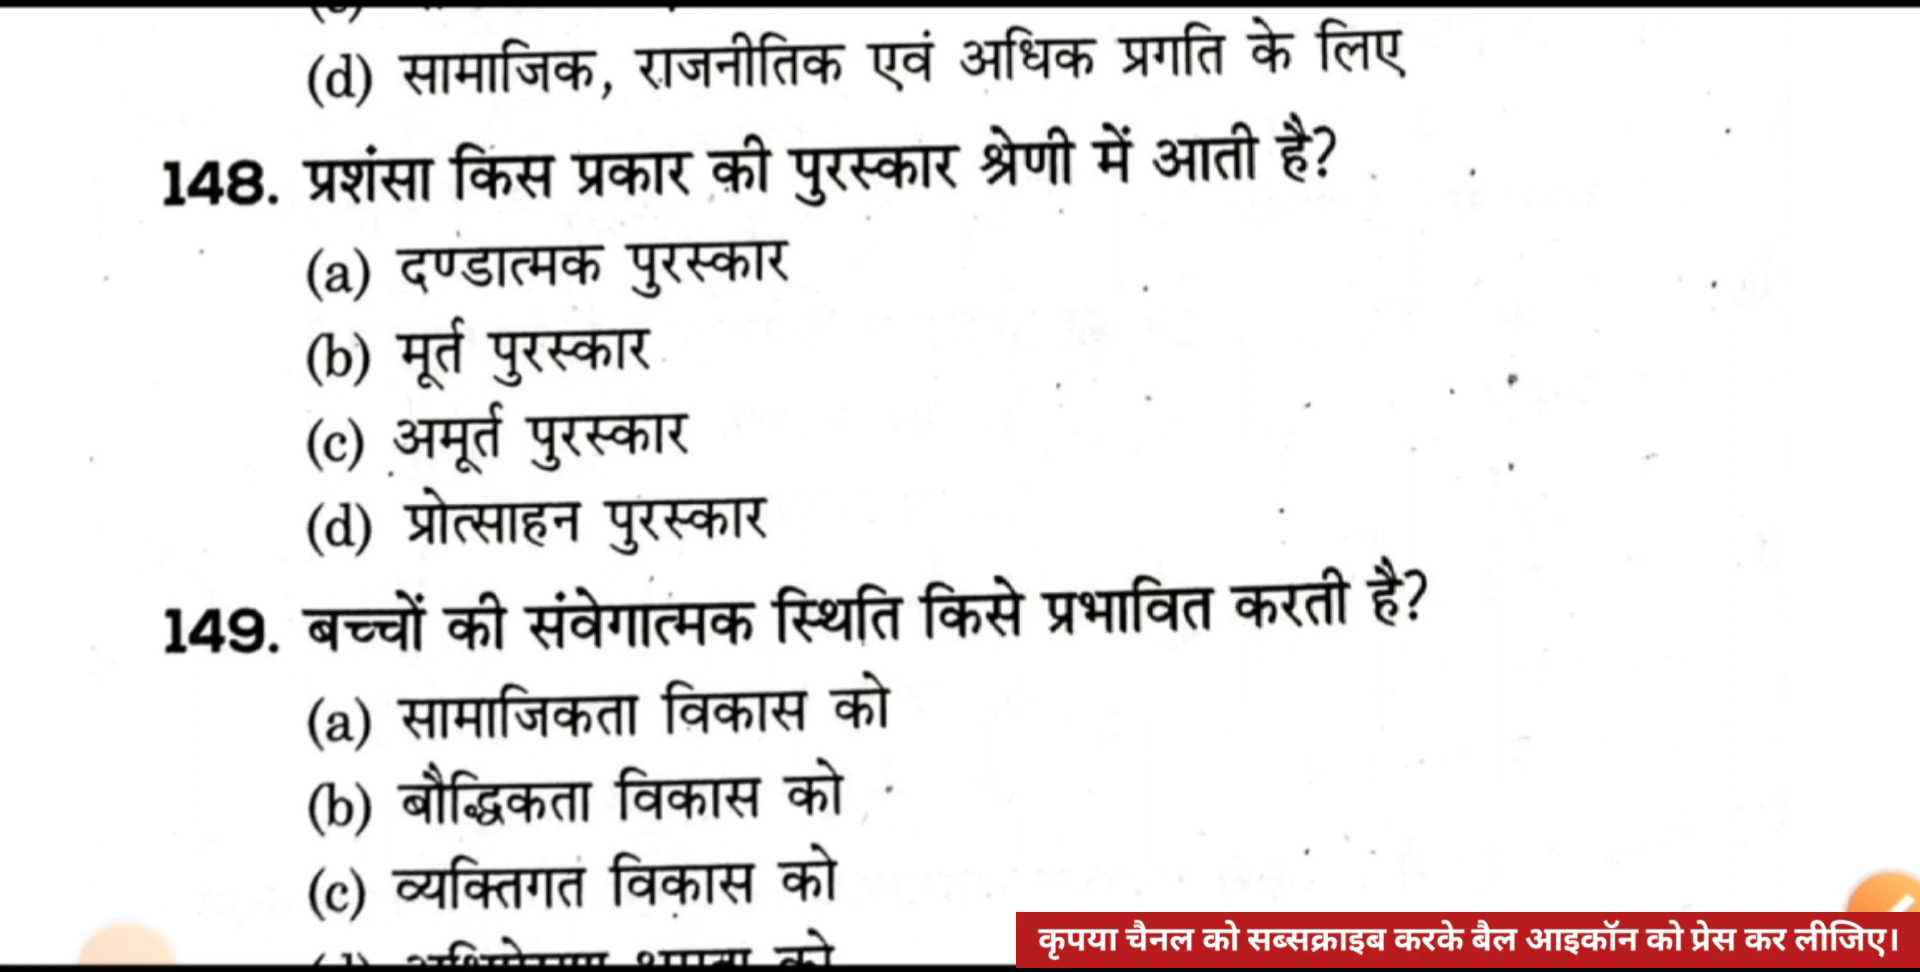 (d) सामाजिक, राजनीतिक एवं अधिक प्रगति के लिए
148. प्रशंसा किस प्रकार की पुरस्कार श्रेणी में आती है?
(a) दण्डात्मक पुरस्कार
(b) मूर्त पुरस्कार
(c) अमूर्त पुरस्कार
(d) प्रोत्साहन पुरस्कार
149. बच्चों की संवेगात्मक स्थिति किसे प्रभावित करती है?
(a) सामाजिकता विकास को
(b) बौद्धिकता विकास को
(c) व्यक्तिगत विकास को
कृपया चैनल को सब्सक्राइब करके बैल आइकॉन को प्रेस कर लीजिए।